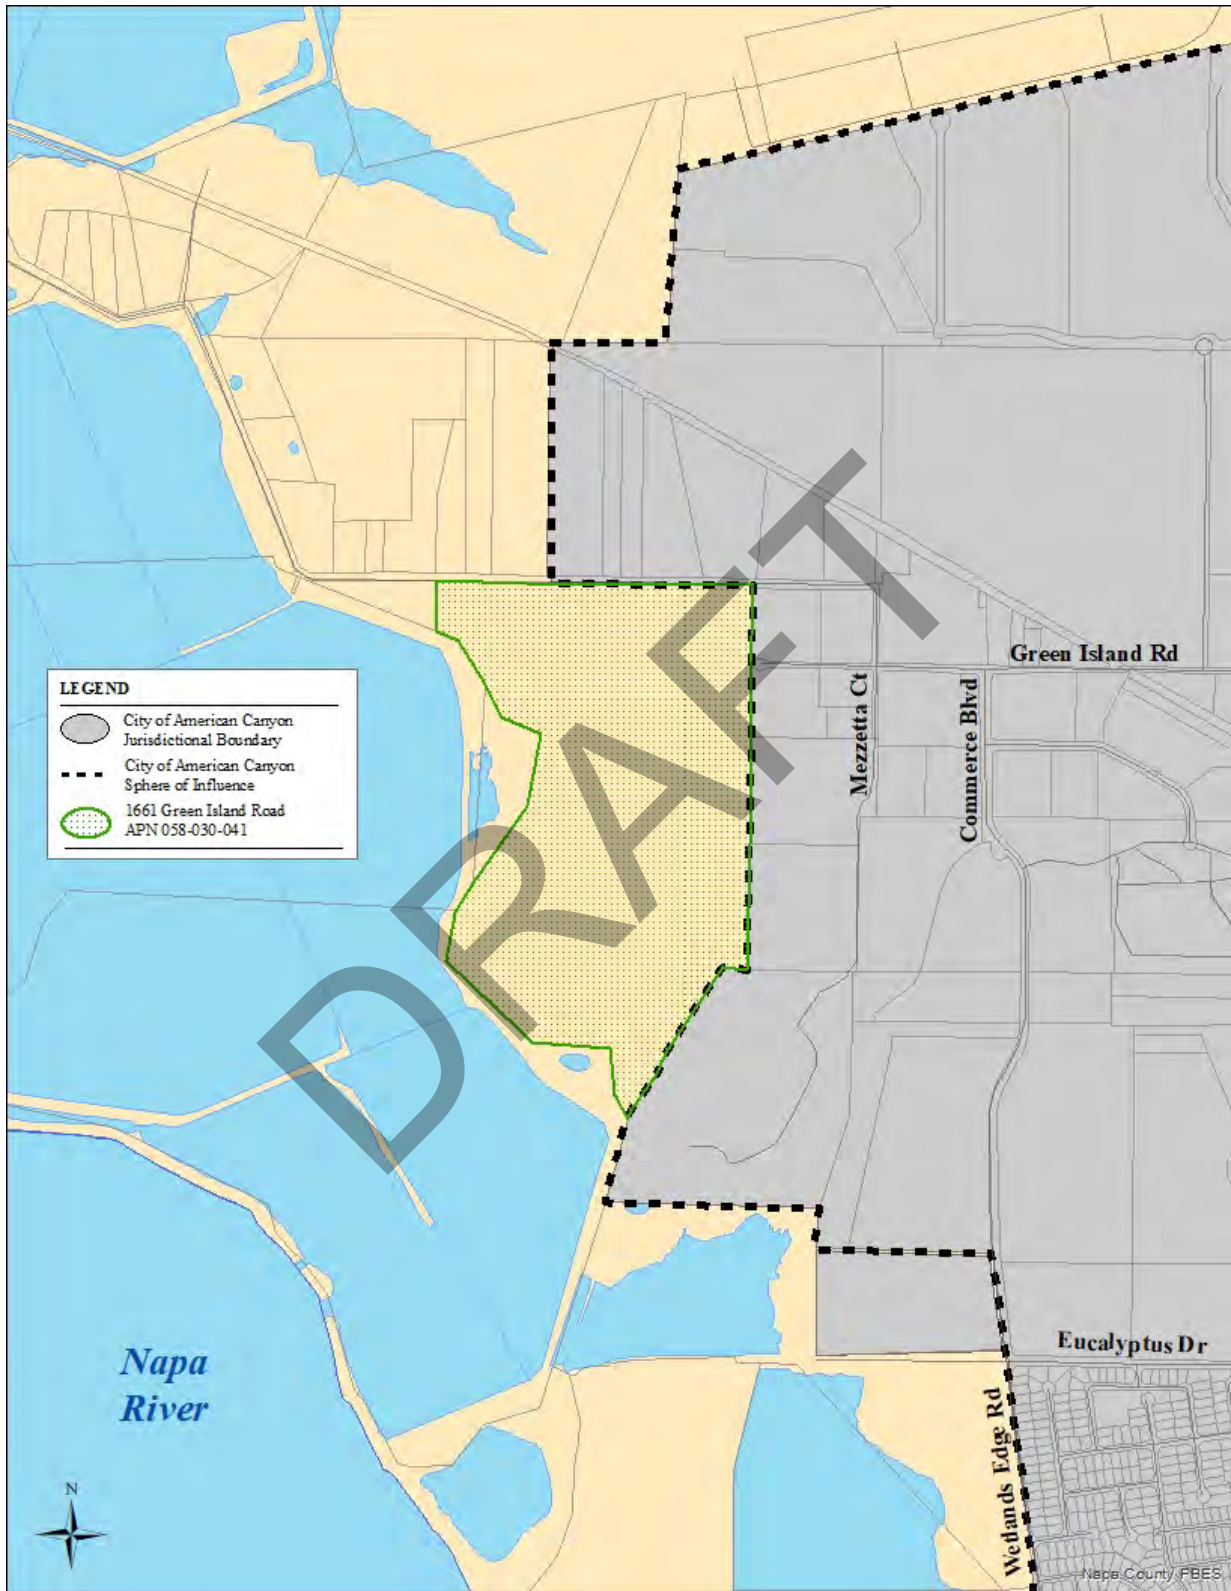 DRAFT
Green Island Rd
Mezzetta Ct
Commerce Blvd
LEGEND
City of American Canyon
Jurisdictional Boundary
City of American Canyon
Sphere of Influence
1661 Green Island Road
APN 058-030-041
Eucalyptus Dr
Wetlands Edge Rd
Napa
River
N
Napa County PBES